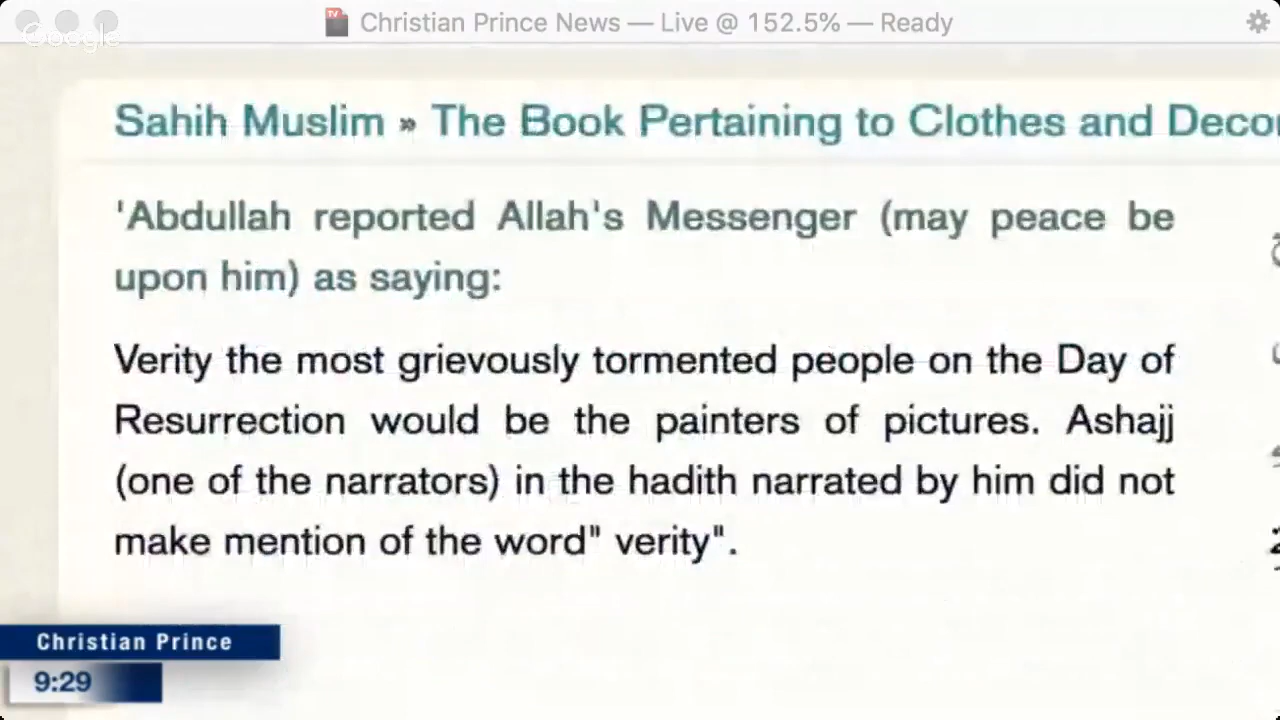 Christian Prince News — Live @ 152.5% — Ready
Google
Sahih Muslim » The Book Pertaining to Clothes and Deco
'Abdullah reported Allah's Messenger (may peace be
upon him) as saying:
Verity the most grievously tormented people on the Day of
Resurrection would be the painters of pictures. Ashajj
(one of the narrators) in the hadith narrated by him did not
make mention of the word" verity".
Christian Prince
9:29